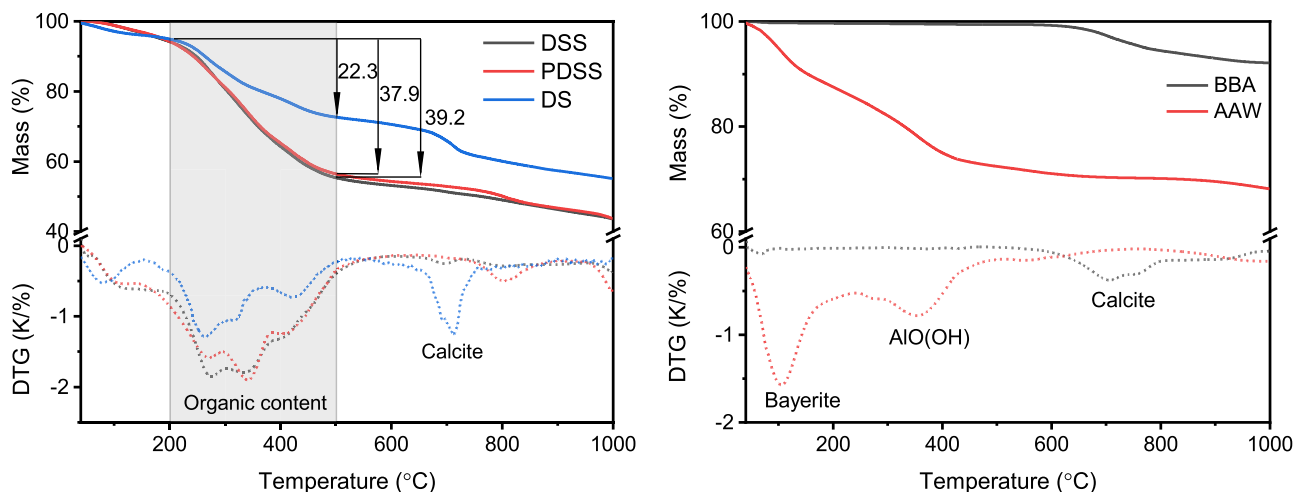 100
80
60
40
0
-1
-2
Mass (%)
DTG (K/%)
DSS
PDSS
DS
22.3
37.9
39.2
Calcite
Organic content
200
400
600
800
1000
Temperature (°C)
100
80
60
0
-1
-2
Mass (%)
DTG (K/%)
BBA
AAW
Calcite
AlO(OH)
Bayerite
200
400
600
800
1000
Temperature (°C)